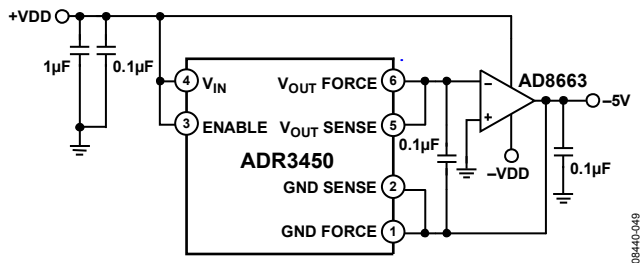 +VDD
1µF
0.1µF
4
VIN
VOUT FORCE
6
3
ENABLE
VOUT SENSE
5
ADR3450
GND SENSE
2
GND FORCE
1
0.1µF
–
+
AD8663
–VDD
–5V
0.1µF
08440-049